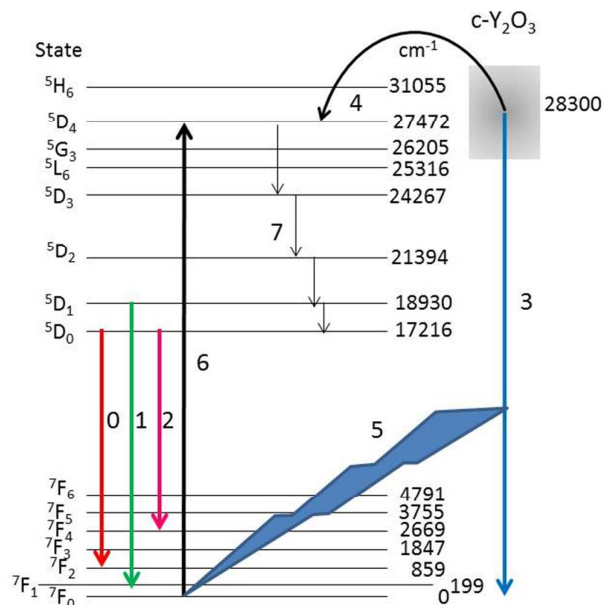 c-Y₂O₃
State cm⁻¹
⁵H₆ 31055
4 28300
⁵D₄ 27472
⁵G₃ 26205
⁵L₆ 25316
⁵D₃ 24267
7
⁵D₂ 21394
⁵D₁ 18930 3
⁵D₀ 17216
6
0 1 2 5
⁷F₆ 4791
⁷F₅ 3755
⁷F₄ 2669
⁷F₃ 1847
⁷F₂ 859
⁷F₁ 199
⁷F₀ 0